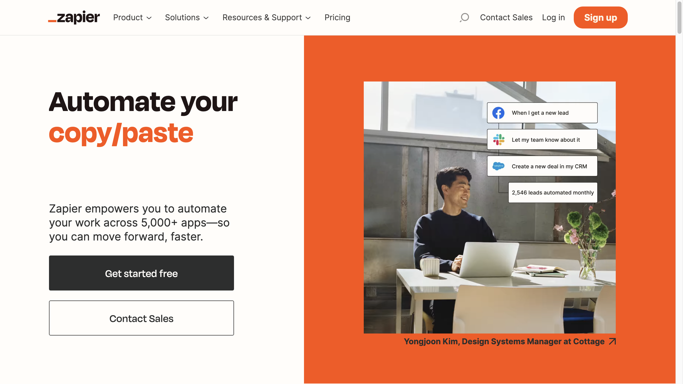 zapier
Product
Solutions
Resources & Support
Pricing
Contact Sales
Log in
Sign up
Automate your
copy/paste
Zapier empowers you to automate
your work across 5,000+ apps—so
you can move forward, faster.
Get started free
Contact Sales
When I get a new lead
Let my team know about it
Create a new deal in my CRM
2,546 leads automated monthly
Yongjoon Kim, Design Systems Manager at Cottage